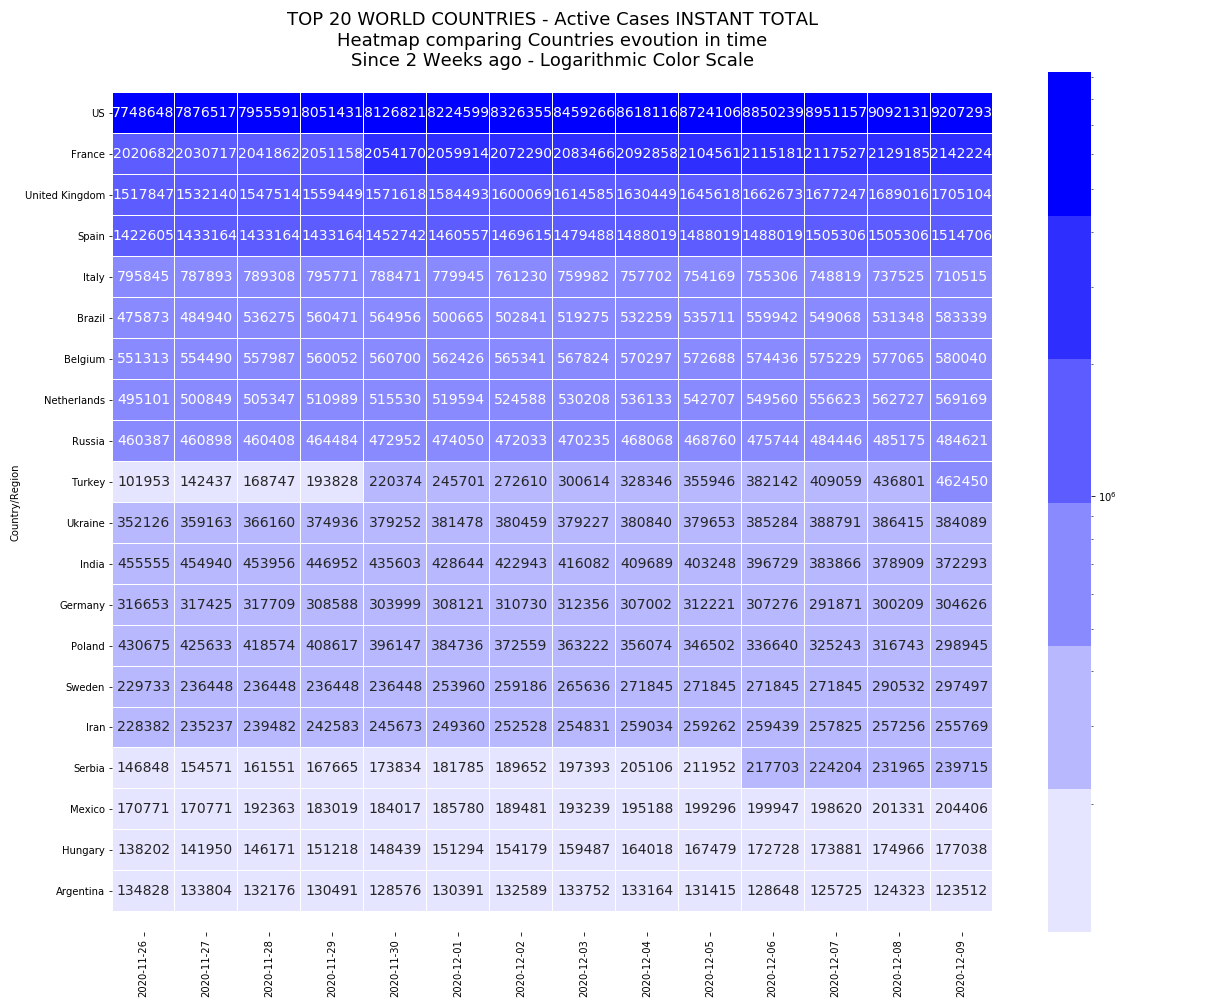 TOP 20 WORLD COUNTRIES - Active Cases INSTANT TOTAL
Heatmap comparing Countries evoution in time
Since 2 Weeks ago - Logarithmic Color Scale
Country/Region
US 7748648 7876517 7955591 8051431 8126821 8224599 8326355 8459266 8618116 8724106 8850239 8951157 9092131 9207293
France 2020682 2030717 2041862 2051158 2054170 2059914 2072290 2083466 2092858 2104561 2115181 2117527 2129185 2142224
United Kingdom 1517847 1532140 1547514 1559449 1571618 1584493 1600069 1614585 1630449 1645618 1662673 1677247 1689016 1705104
Spain 1422605 1433164 1433164 1433164 1452742 1460557 1469615 1479488 1488019 1488019 1488019 1505306 1505306 1514706
Italy 795845 787893 789308 795771 788471 779945 761230 759982 757702 754169 755306 748819 737525 710515
Brazil 475873 484940 536275 560471 564956 500665 502841 519275 532259 535711 559942 549068 531348 583339
Belgium 551313 554490 557987 560052 560700 562426 565341 567824 570297 572688 574436 575229 577065 580040
Netherlands 495101 500849 505347 510989 515530 519594 524588 530208 536133 542707 549560 556623 562727 569169
Russia 460387 460898 460408 464484 472952 474050 472033 470235 468068 468760 475744 484446 485175 484621
Turkey 101953 142437 168747 193828 220374 245701 272610 300614 328346 355946 382142 409059 436801 462450
Ukraine 352126 359163 366160 374936 379252 381478 380459 379227 380840 379653 385284 388791 386415 384089
India 455555 454940 453956 446952 435603 428644 422943 416082 409689 403248 396729 383866 378909 372293
Germany 316653 317425 317709 308588 303999 308121 310730 312356 307002 312221 307276 291871 300209 304626
Poland 430675 425633 418574 408617 396147 384736 372559 363222 356074 346502 336640 325243 316743 298945
Sweden 229733 236448 236448 236448 236448 253960 259186 265636 271845 271845 271845 271845 290532 297497
Iran 228382 235237 239482 242583 245673 249360 252528 254831 259034 259262 259439 257825 257256 255769
Serbia 146848 154571 161551 167665 173834 181785 189652 197393 205106 211952 217703 224204 231965 239715
Mexico 170771 170771 192363 183019 184017 185780 189481 193239 195188 199296 199947 198620 201331 204406
Hungary 138202 141950 146171 151218 148439 151294 154179 159487 164018 167479 172728 173881 174966 177038
Argentina 134828 133804 132176 130491 128576 130391 132589 133752 133164 131415 128648 125725 124323 123512
2020-11-26 2020-11-27 2020-11-28 2020-11-29 2020-11-30 2020-12-01 2020-12-02 2020-12-03 2020-12-04 2020-12-05 2020-12-06 2020-12-07 2020-12-08 2020-12-09
10⁶